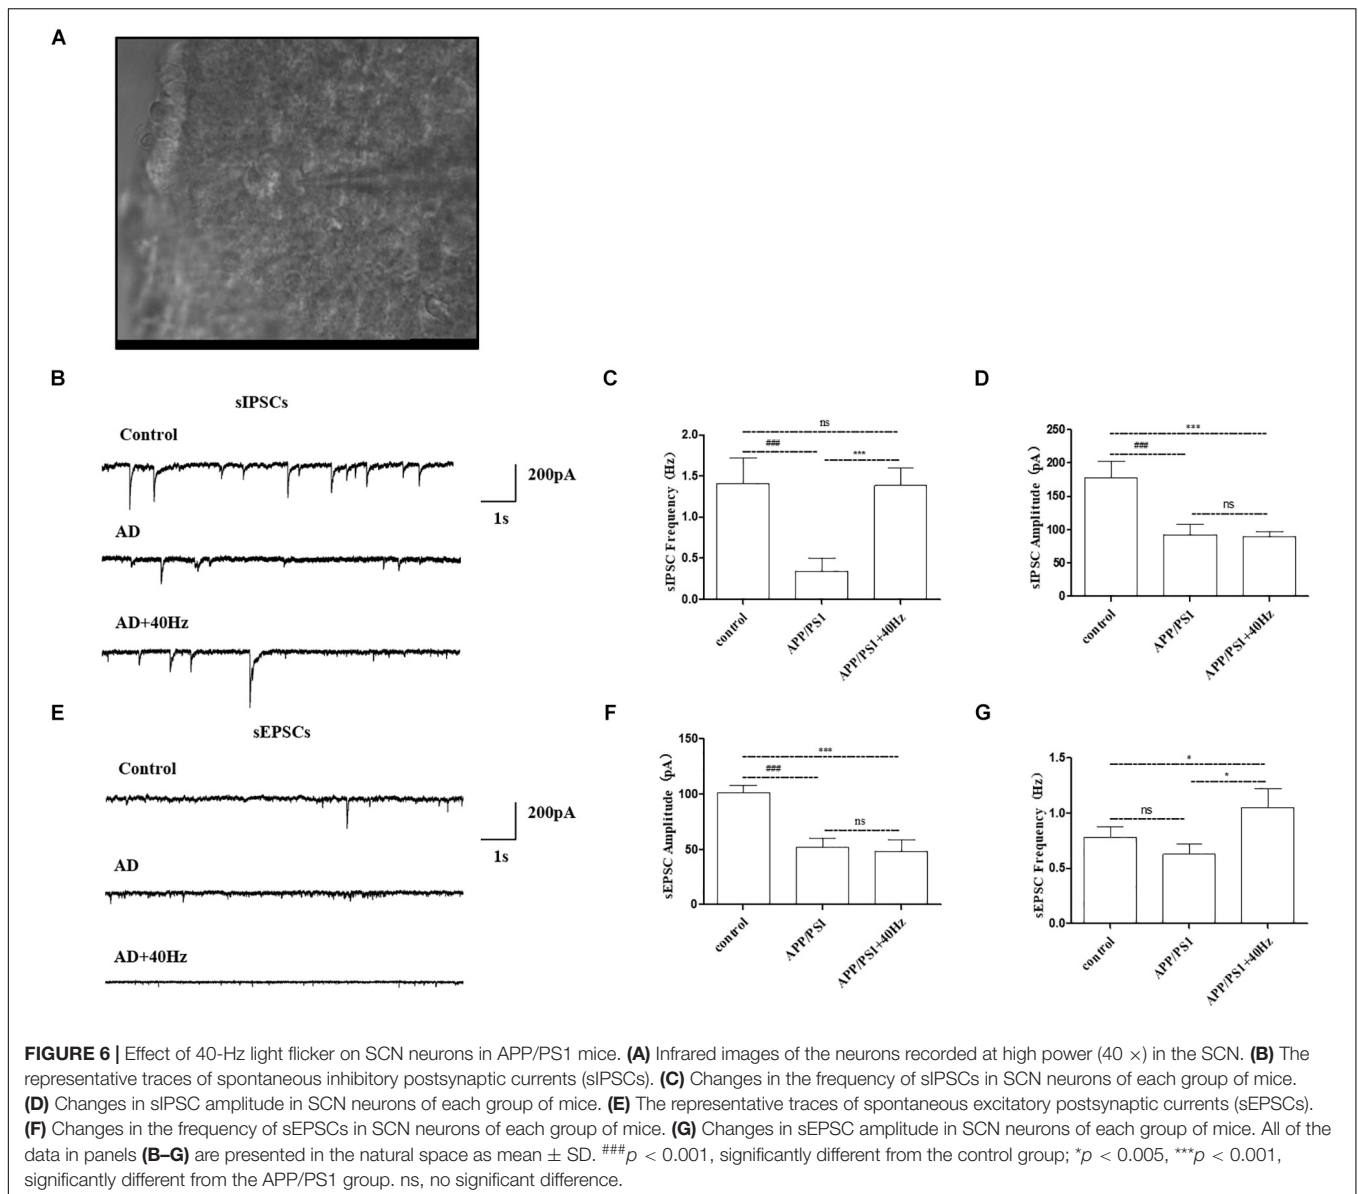 A
B
sIPSCs
Control
200pA
1s
AD
AD+40Hz
C
sIPSC Frequency (Hz)
2.0
1.5
1.0
0.5
0.0
ns
###
***
control
APP/PS1
APP/PS1+40Hz
D
sIPSC Amplitude (pA)
250
200
150
100
50
0
***
###
ns
control
APP/PS1
APP/PS1+40Hz
E
sEPSCs
Control
200pA
1s
AD
AD+40Hz
F
sEPSC Amplitude (pA)
150
100
50
0
***
###
ns
control
APP/PS1
APP/PS1+40Hz
G
sEPSC Frequency (Hz)
1.5
1.0
0.5
0.0
*
*
ns
control
APP/PS1
APP/PS1+40Hz
FIGURE 6 | Effect of 40-Hz light flicker on SCN neurons in APP/PS1 mice. (A) Infrared images of the neurons recorded at high power (40 ×) in the SCN. (B) The
representative traces of spontaneous inhibitory postsynaptic currents (sIPSCs). (C) Changes in the frequency of sIPSCs in SCN neurons of each group of mice.
(D) Changes in sIPSC amplitude in SCN neurons of each group of mice. (E) The representative traces of spontaneous excitatory postsynaptic currents (sEPSCs).
(F) Changes in the frequency of sEPSCs in SCN neurons of each group of mice. (G) Changes in sEPSC amplitude in SCN neurons of each group of mice. All of the
data in panels (B–G) are presented in the natural space as mean ± SD. ###p < 0.001, significantly different from the control group; *p < 0.005, ***p < 0.001,
significantly different from the APP/PS1 group. ns, no significant difference.